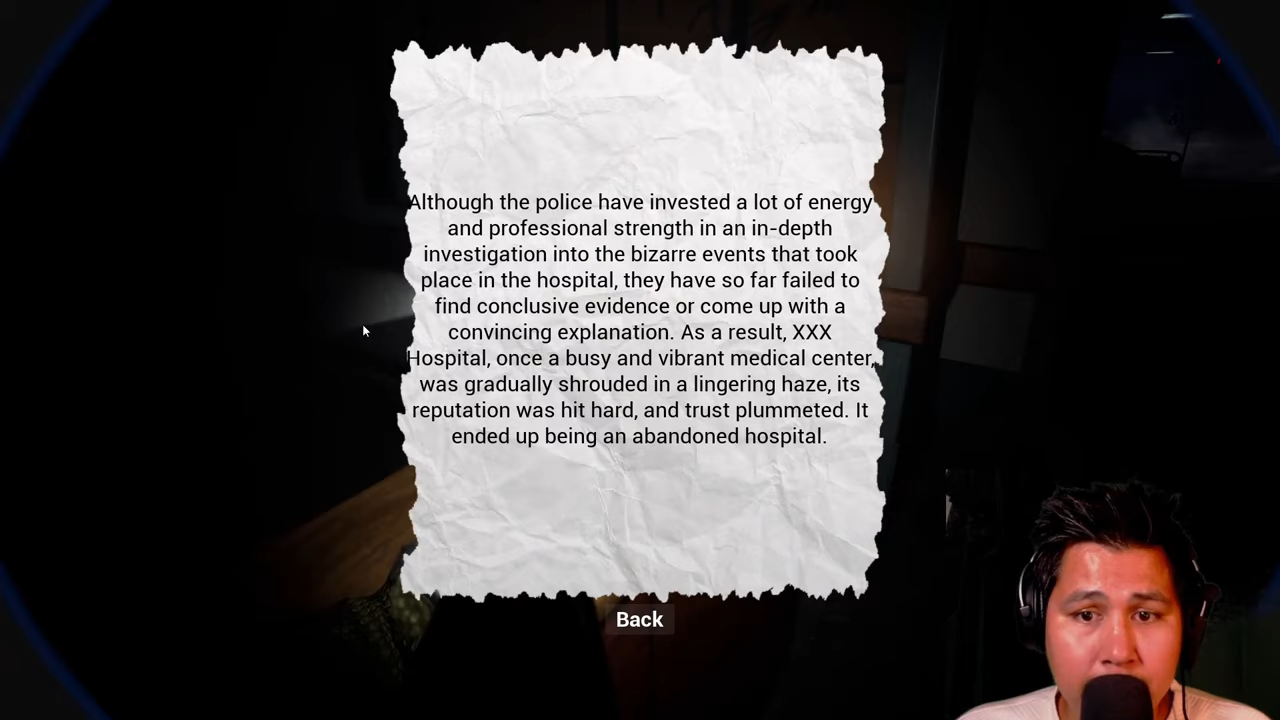 Although the police have invested a lot of energy
and professional strength in an in-depth
investigation into the bizarre events that took
place in the hospital, they have so far failed to
find conclusive evidence or come up with a
convincing explanation. As a result, XXX
Hospital, once a busy and vibrant medical center,
was gradually shrouded in a lingering haze, its
reputation was hit hard, and trust plummeted. It
ended up being an abandoned hospital.
Back